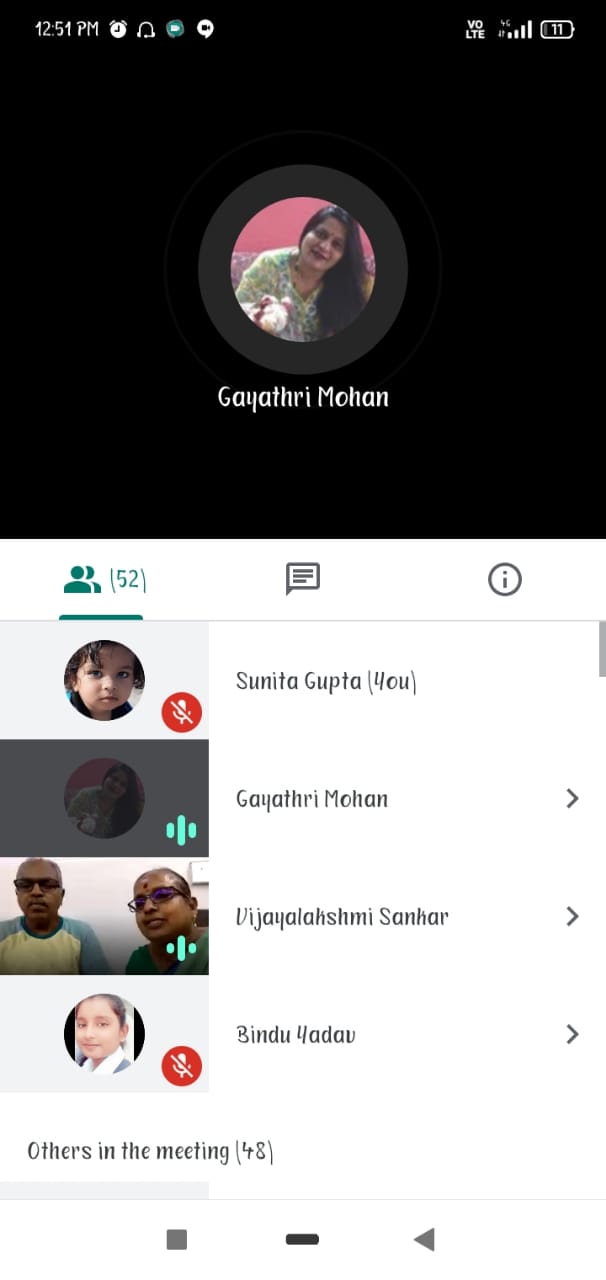 12:51 PM
VO
LTE
4G
11
Gayathri Mohan
(52)
Sunita Gupta (You)
Gayathri Mohan
Vijayalakshmi Sankar
Bindu Yadav
Others in the meeting (48)